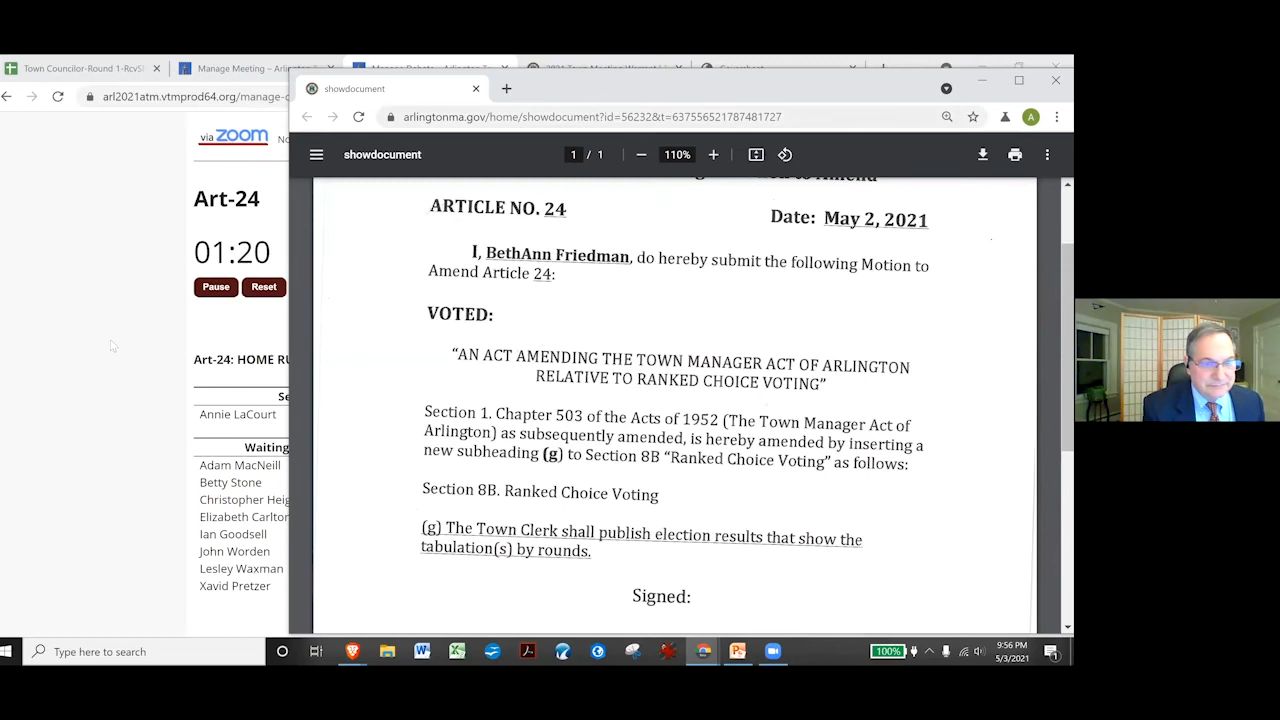 Town Councilor-Round 1-RcvS
Manage Meeting – Arlington
arl2021atm.vtmprod64.org/manage-
showdocument
arlingtonma.gov/home/showdocument?id=56232&t=637556521787481727
A
showdocument
1 / 1
110%
via zoom
Art-24
01:20
Pause
Reset
Art-24: HOME RU
Se
Annie LaCourt
Waiting
Adam MacNeill
Betty Stone
Christopher Heig
Elizabeth Carlton
Ian Goodsell
John Worden
Lesley Waxman
Xavid Pretzer
to Amend
ARTICLE NO. 24
Date: May 2, 2021
I, BethAnn Friedman, do hereby submit the following Motion to
Amend Article 24:
VOTED:
“AN ACT AMENDING THE TOWN MANAGER ACT OF ARLINGTON
RELATIVE TO RANKED CHOICE VOTING”
Section 1. Chapter 503 of the Acts of 1952 (The Town Manager Act of
Arlington) as subsequently amended, is hereby amended by inserting a
new subheading (g) to Section 8B “Ranked Choice Voting” as follows:
Section 8B. Ranked Choice Voting
(g) The Town Clerk shall publish election results that show the
tabulation(s) by rounds.
Signed:
Type here to search
100%
9:56 PM
5/3/2021